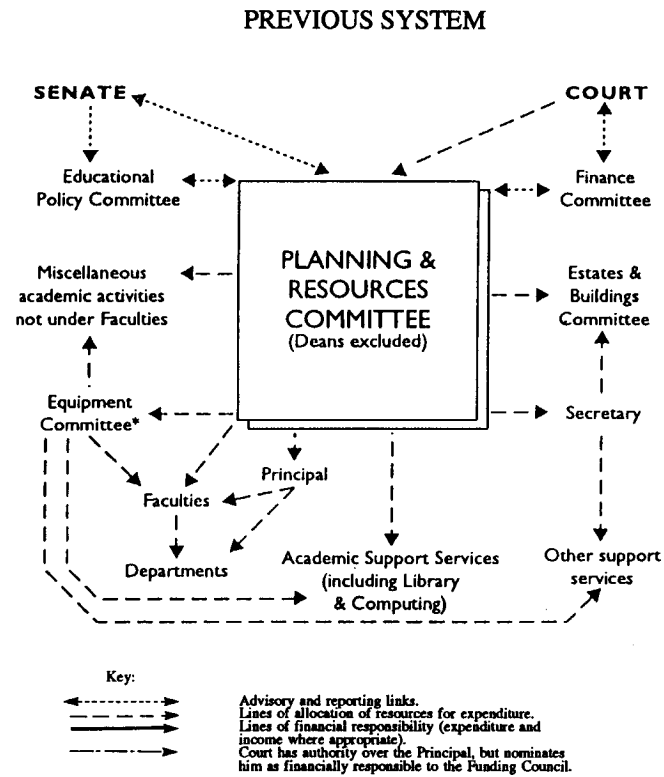 PREVIOUS SYSTEM
SENATE
COURT
Educational
Policy Committee
Finance
Committee
PLANNING &
RESOURCES
COMMITTEE
(Deans excluded)
Miscellaneous
academic activities
not under Faculties
Estates &
Buildings
Committee
Equipment
Committee*
Secretary
Principal
Faculties
Departments
Academic Support Services
(including Library
& Computing)
Other support
services
Key:
Advisory and reporting links.
Lines of allocation of resources for expenditure.
Lines of financial responsibility (expenditure and
income where appropriate).
Court has authority over the Principal, but nominates
him as financially responsible to the Funding Council.